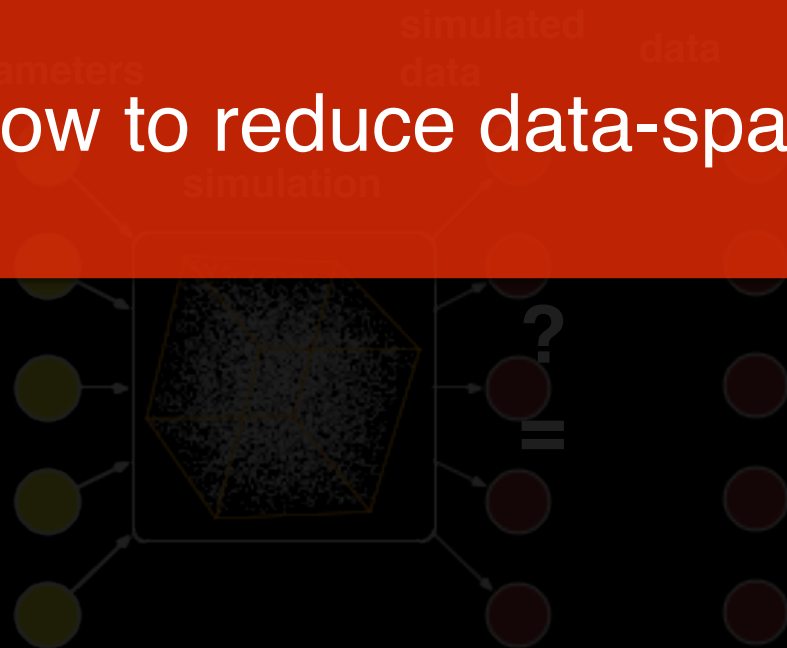 simulated
data
data
ameters
ow to reduce data-spa
simulation
?
=